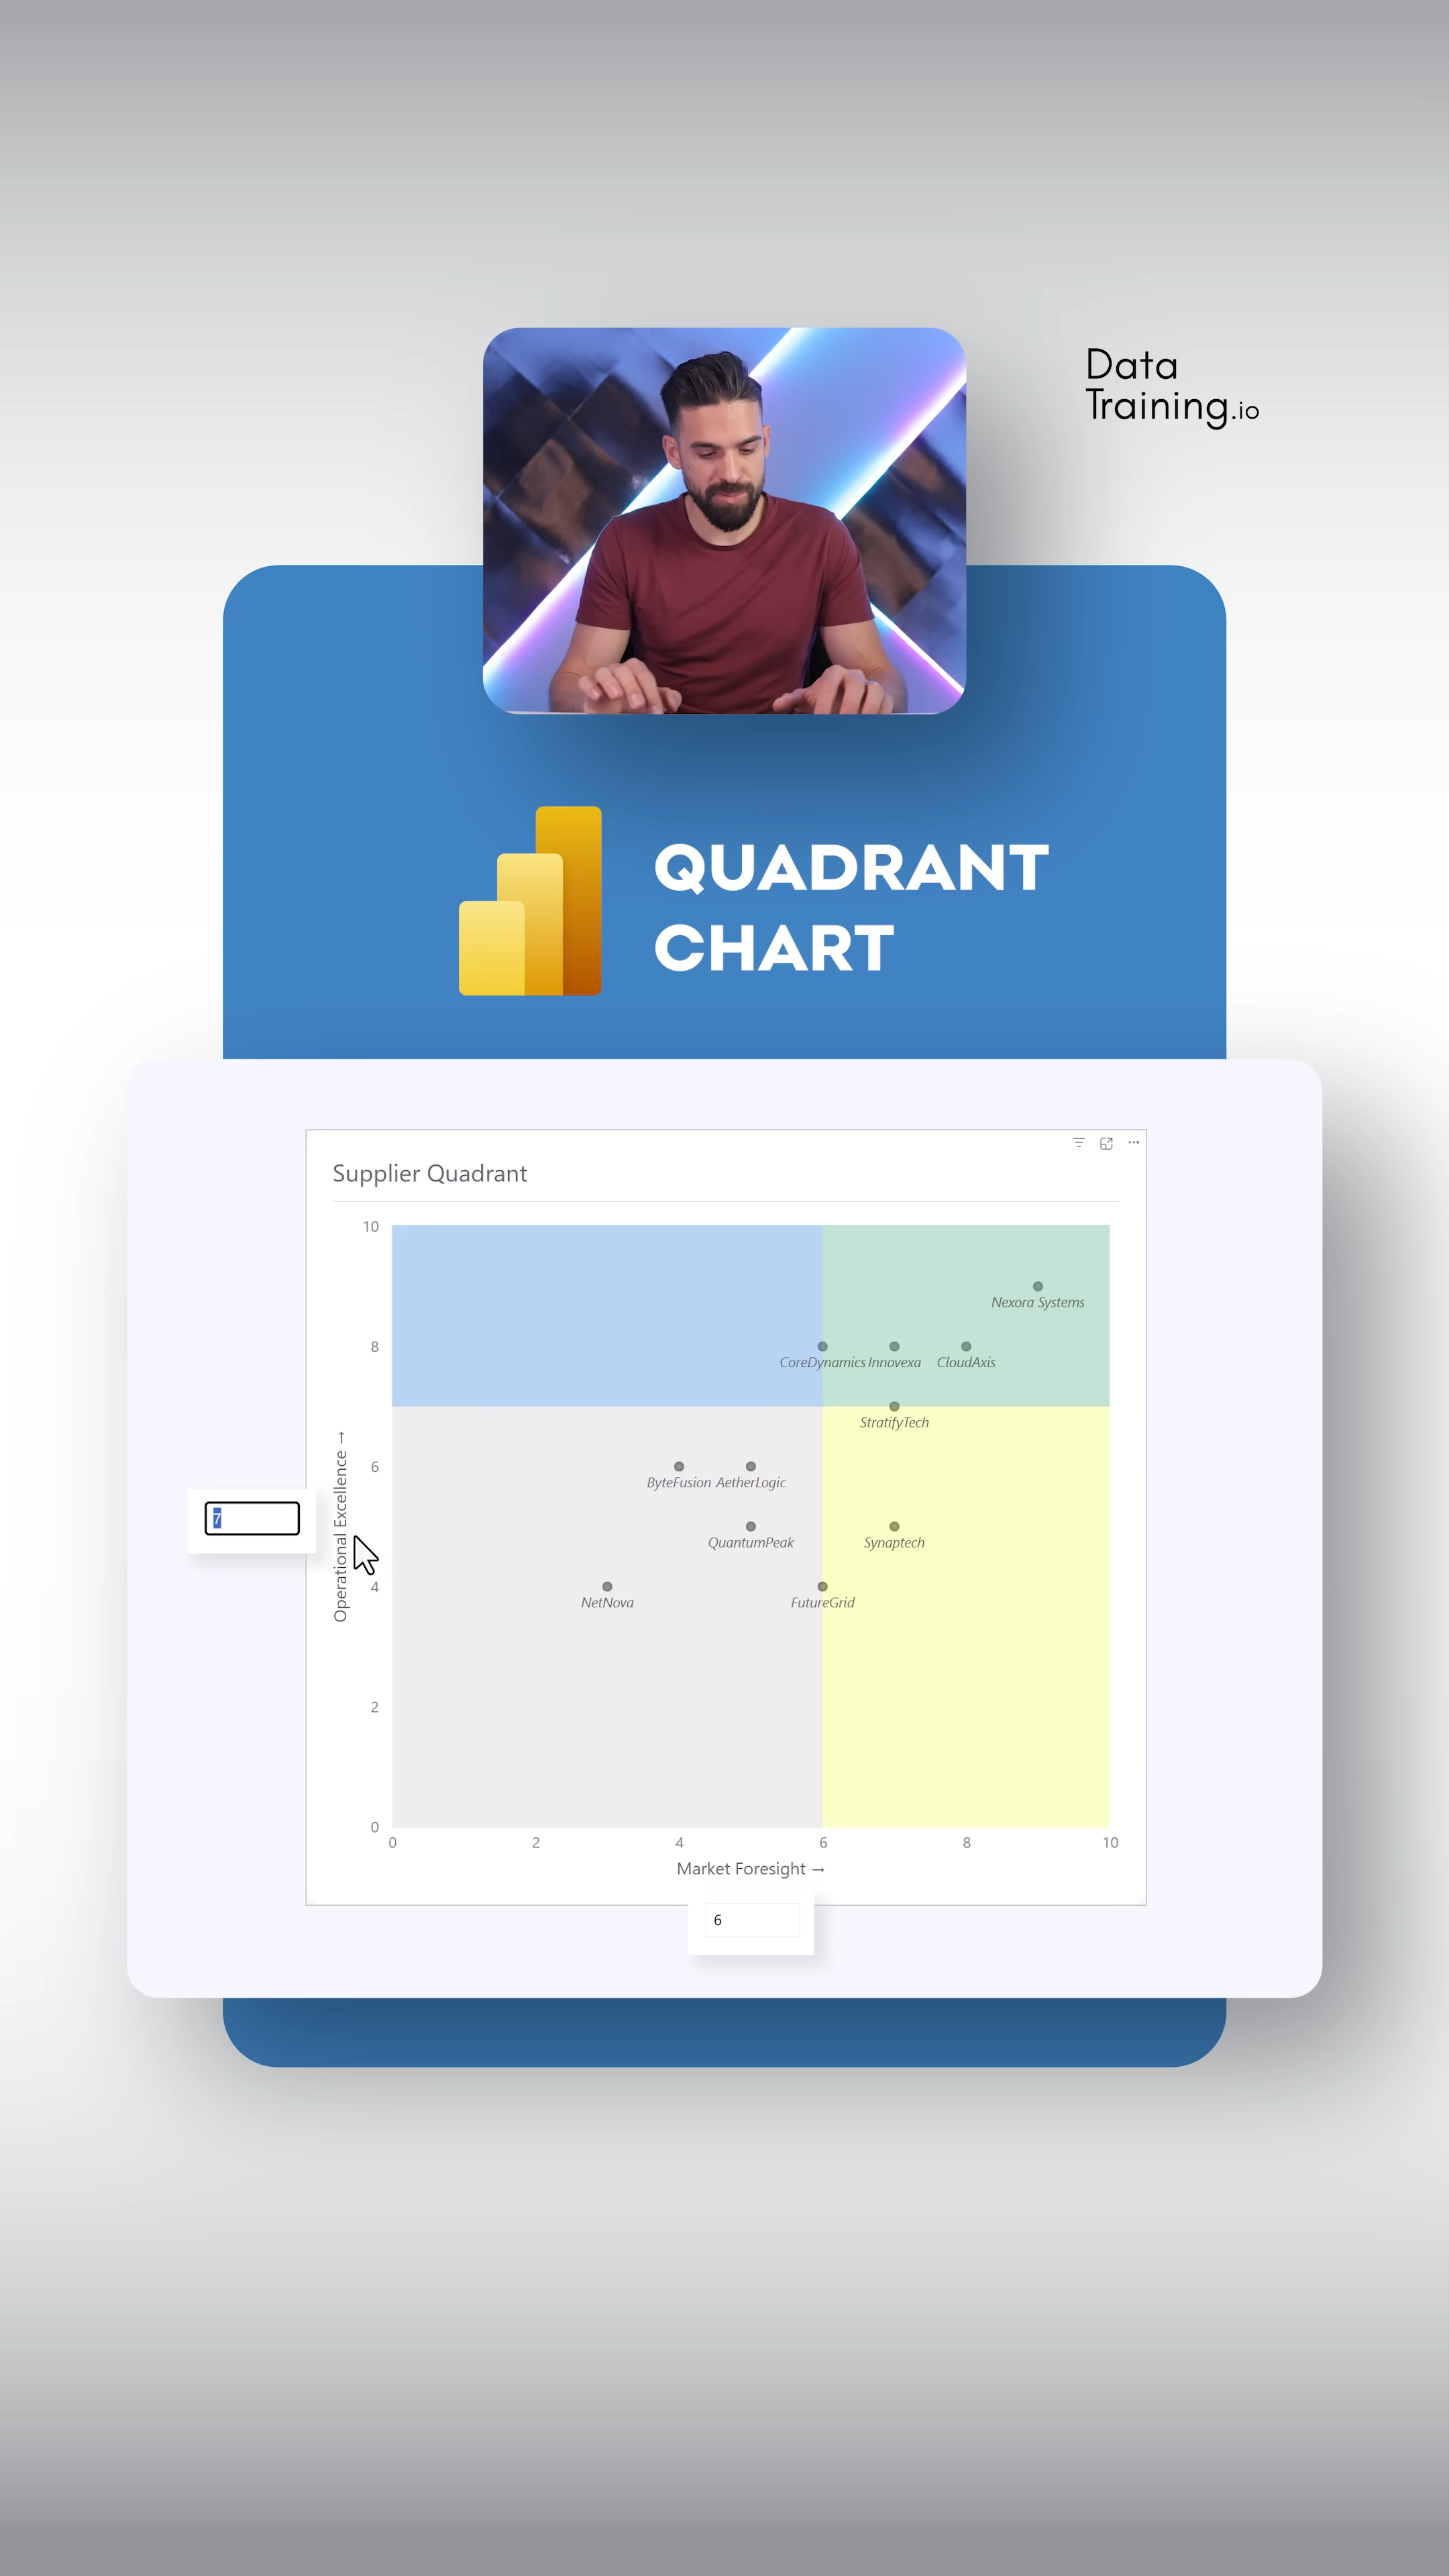 Data
Training.io
QUADRANT
CHART
Supplier Quadrant
10
Nexora Systems
8
CoreDynamics Innovexa CloudAxis
StratifyTech
6
ByteFusion AetherLogic
Operational Excellence →
7
QuantumPeak Synaptech
4
NetNova FutureGrid
2
0
0 2 4 6 8 10
Market Foresight →
6